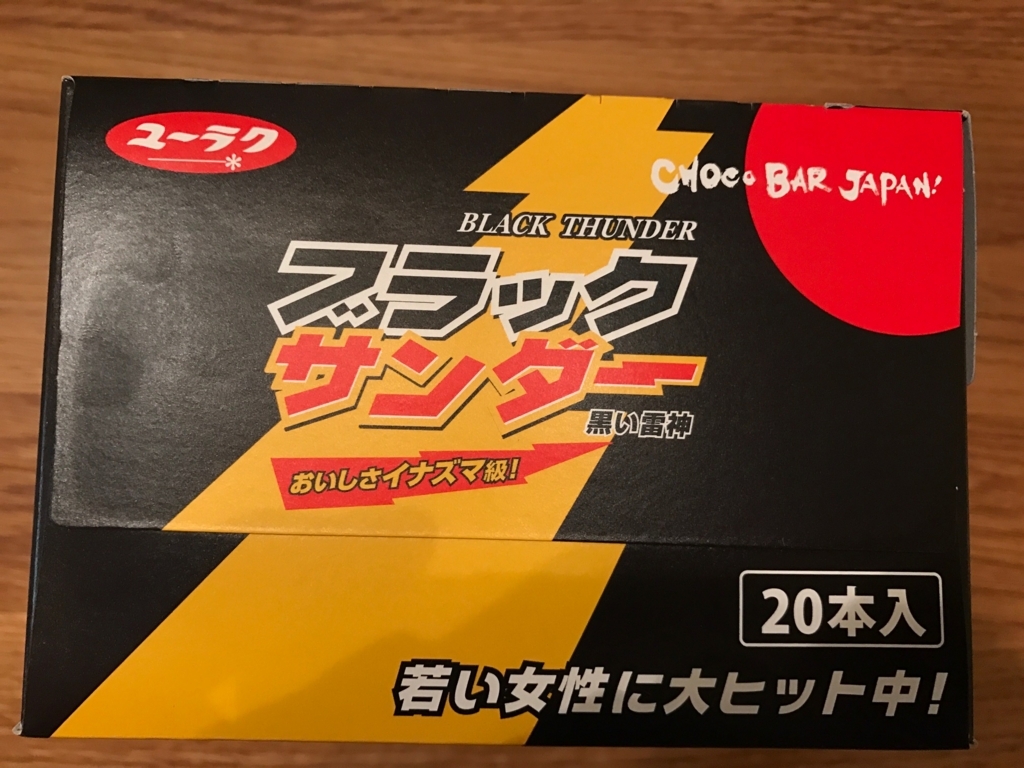 ユーラク
CHOCO BAR JAPAN!
BLACK THUNDER
ブラック
サンダー
黒い雷神
おいしさイナズマ級!
20本入
若い女性に大ヒット中!